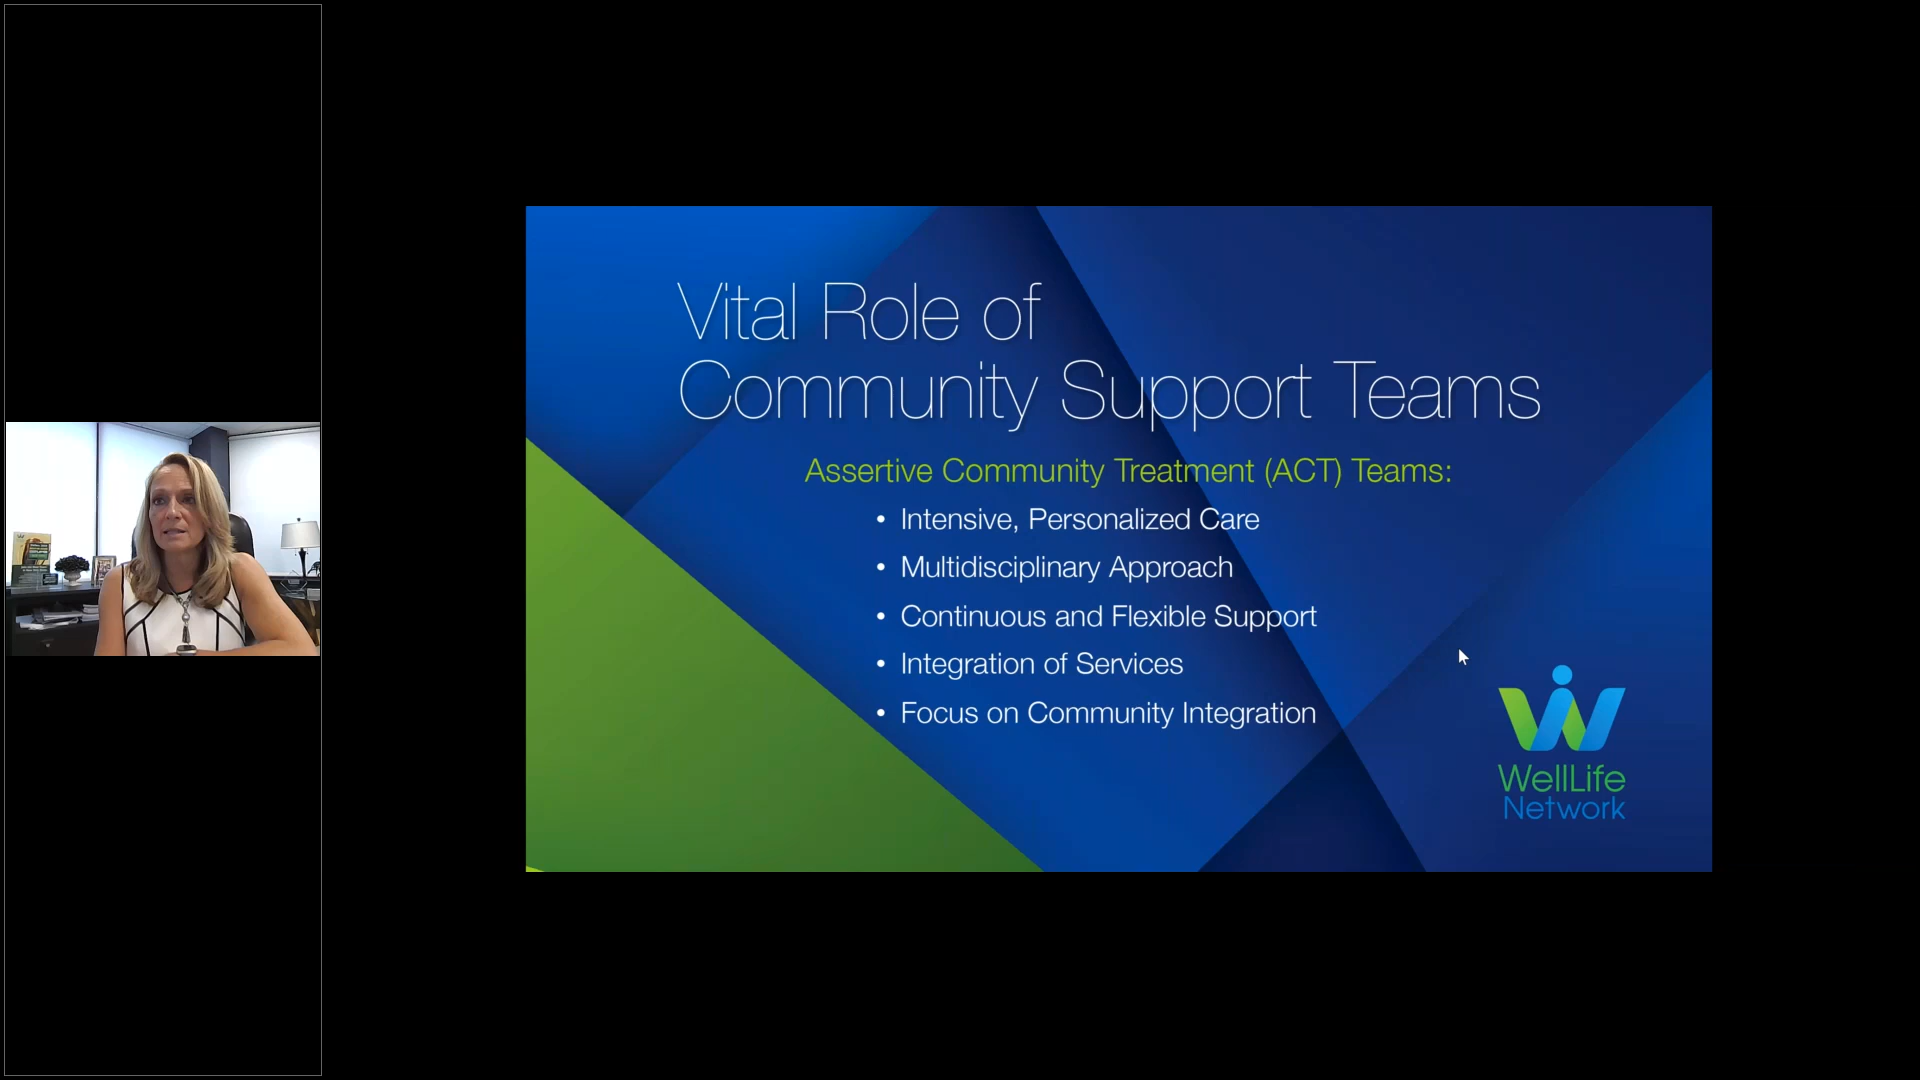 Vital Role of
Community Support Teams
Assertive Community Treatment (ACT) Teams:
• Intensive, Personalized Care
• Multidisciplinary Approach
• Continuous and Flexible Support
• Integration of Services
• Focus on Community Integration
WellLife
Network